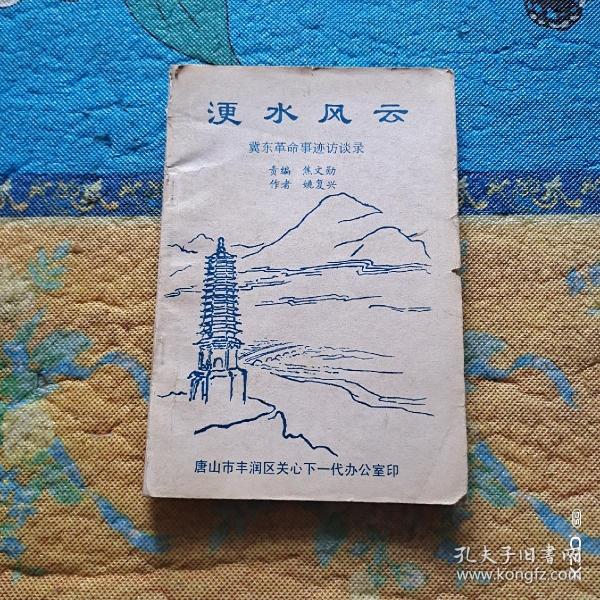 浭水风云
冀东革命事迹访谈录
责编 焦文勤
作者 姚复兴
唐山市丰润区关心下一代办公室印
孔夫子旧书网
www.kongfz.com